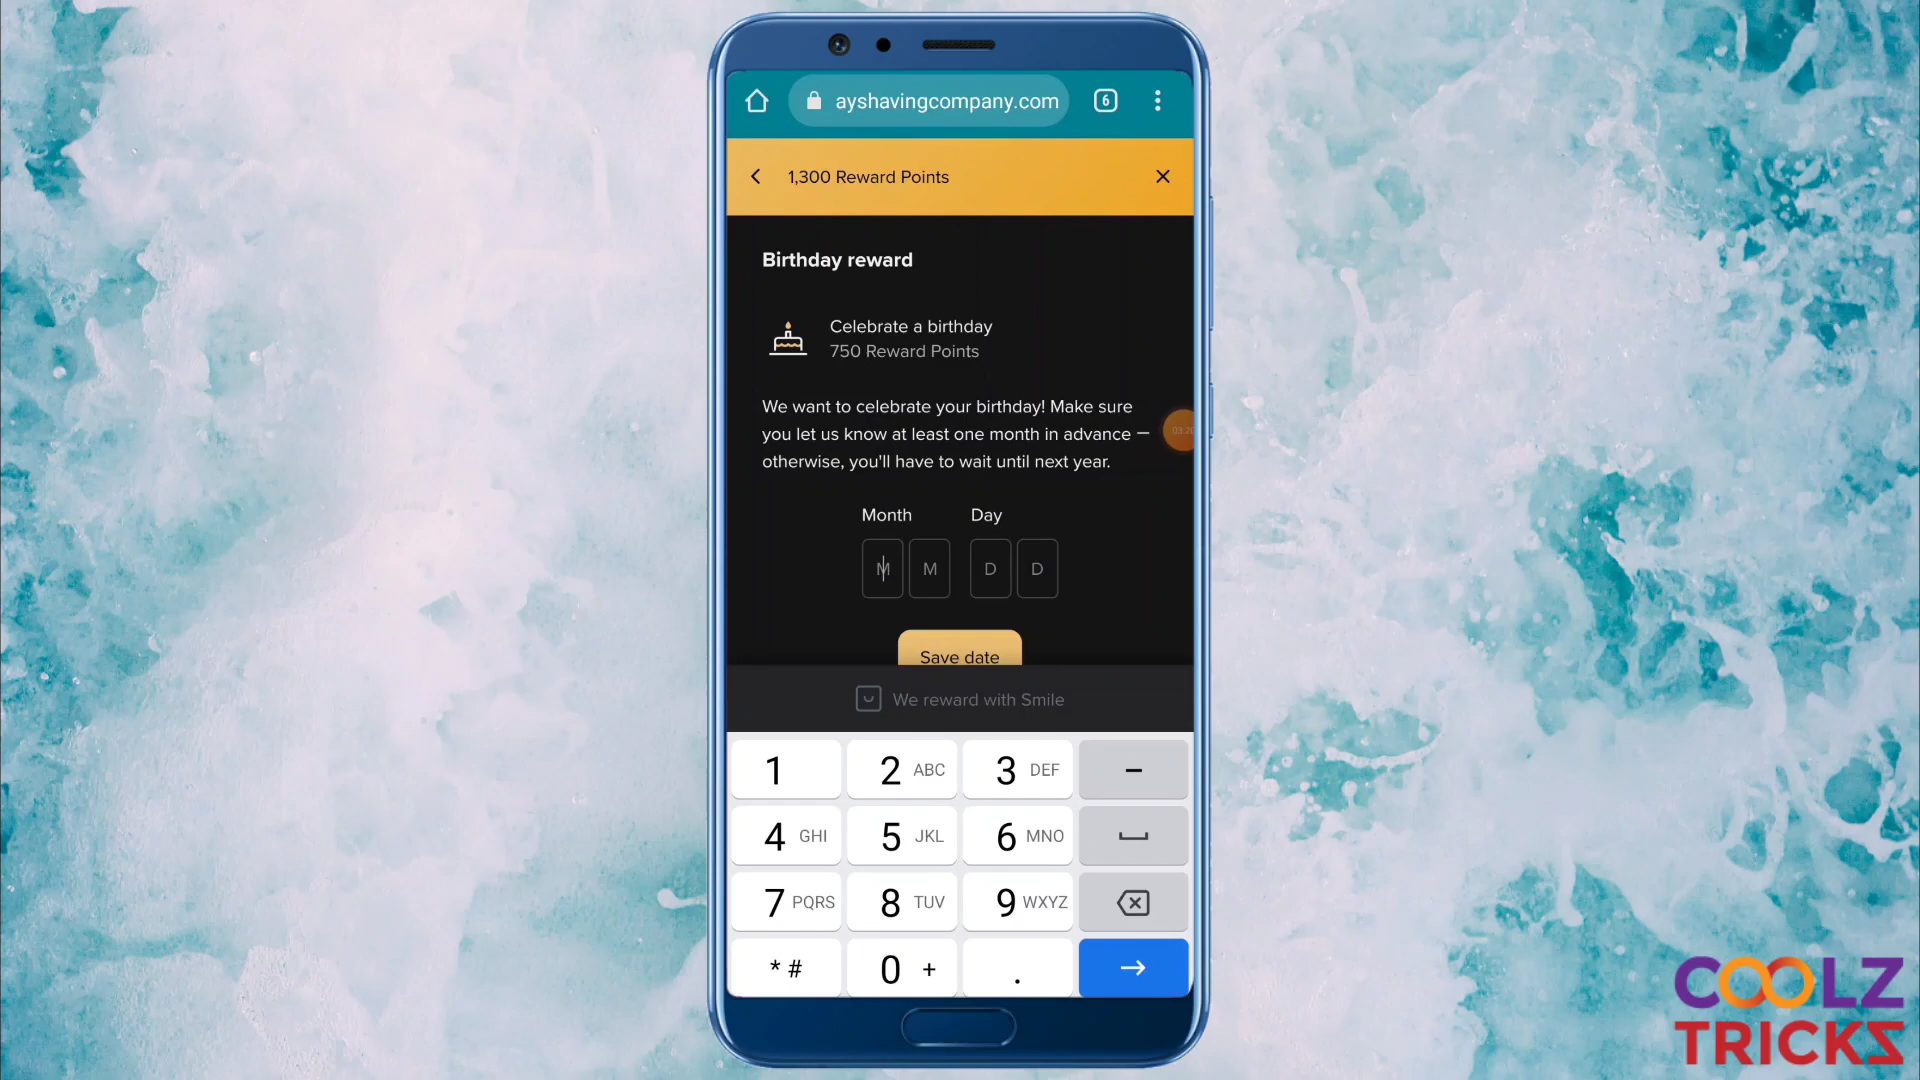 ayshavingcompany.com
6
1,300 Reward Points
Birthday reward
Celebrate a birthday
750 Reward Points
We want to celebrate your birthday! Make sure
you let us know at least one month in advance —
otherwise, you'll have to wait until next year.
03:20
Month Day
M M D D
Save date
We reward with Smile
1 2 ABC 3 DEF –
4 GHI 5 JKL 6 MNO
7 PQRS 8 TUV 9 WXYZ
* # 0 + .
COOLZ
TRICKS